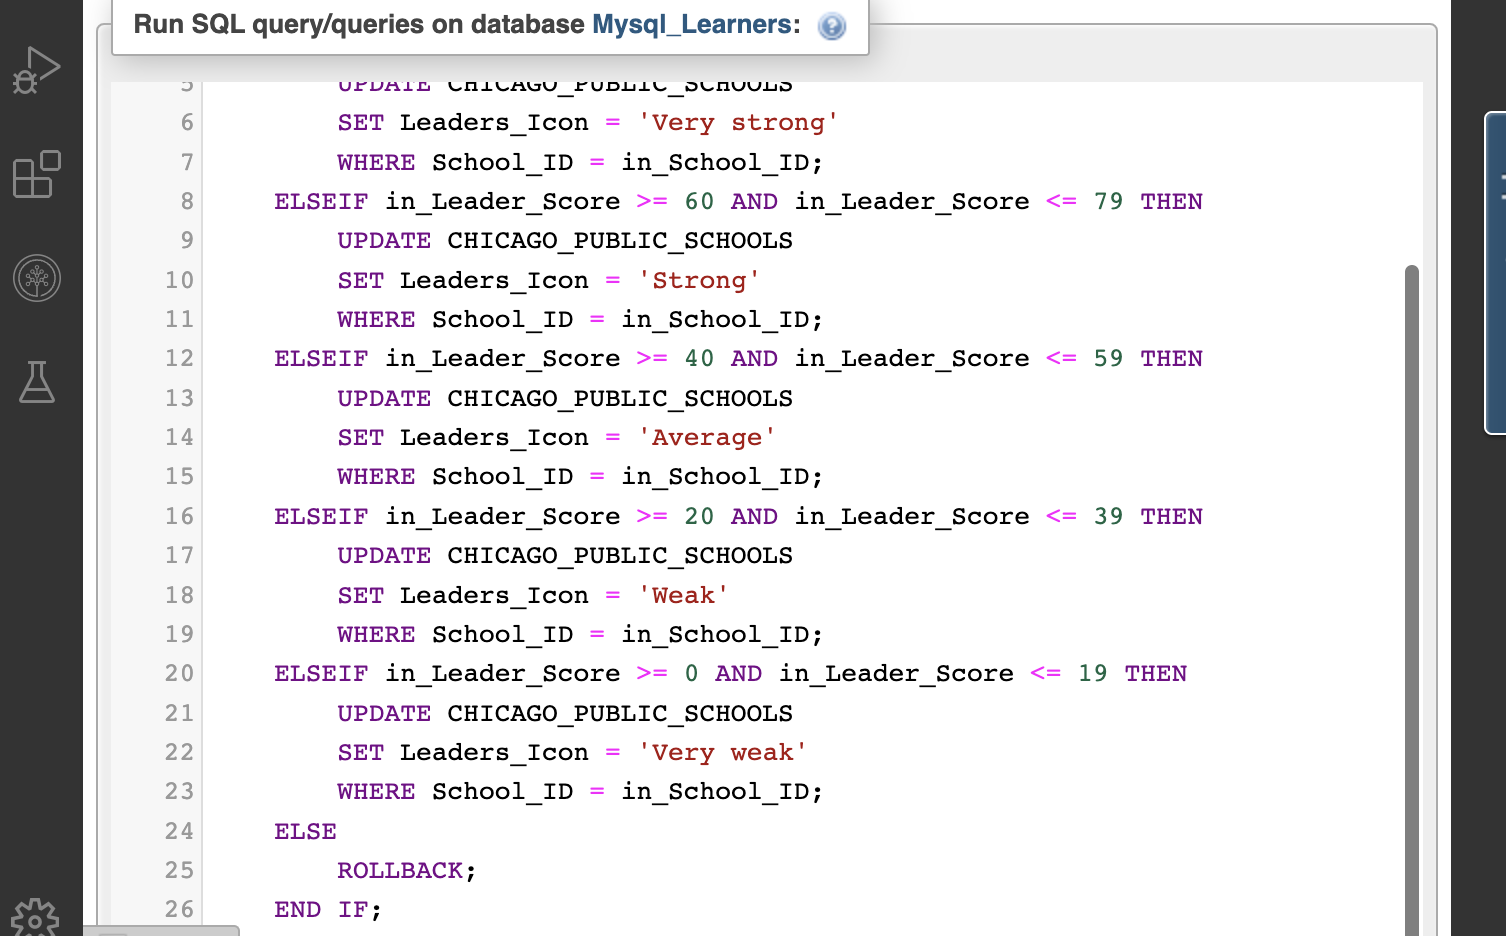 Run SQL query/queries on database Mysql_Learners:
5 UPDATE CHICAGO_PUBLIC_SCHOOLS
6 SET Leaders_Icon = 'Very strong'
7 WHERE School_ID = in_School_ID;
8 ELSEIF in_Leader_Score >= 60 AND in_Leader_Score <= 79 THEN
9 UPDATE CHICAGO_PUBLIC_SCHOOLS
10 SET Leaders_Icon = 'Strong'
11 WHERE School_ID = in_School_ID;
12 ELSEIF in_Leader_Score >= 40 AND in_Leader_Score <= 59 THEN
13 UPDATE CHICAGO_PUBLIC_SCHOOLS
14 SET Leaders_Icon = 'Average'
15 WHERE School_ID = in_School_ID;
16 ELSEIF in_Leader_Score >= 20 AND in_Leader_Score <= 39 THEN
17 UPDATE CHICAGO_PUBLIC_SCHOOLS
18 SET Leaders_Icon = 'Weak'
19 WHERE School_ID = in_School_ID;
20 ELSEIF in_Leader_Score >= 0 AND in_Leader_Score <= 19 THEN
21 UPDATE CHICAGO_PUBLIC_SCHOOLS
22 SET Leaders_Icon = 'Very weak'
23 WHERE School_ID = in_School_ID;
24 ELSE
25 ROLLBACK;
26 END IF;